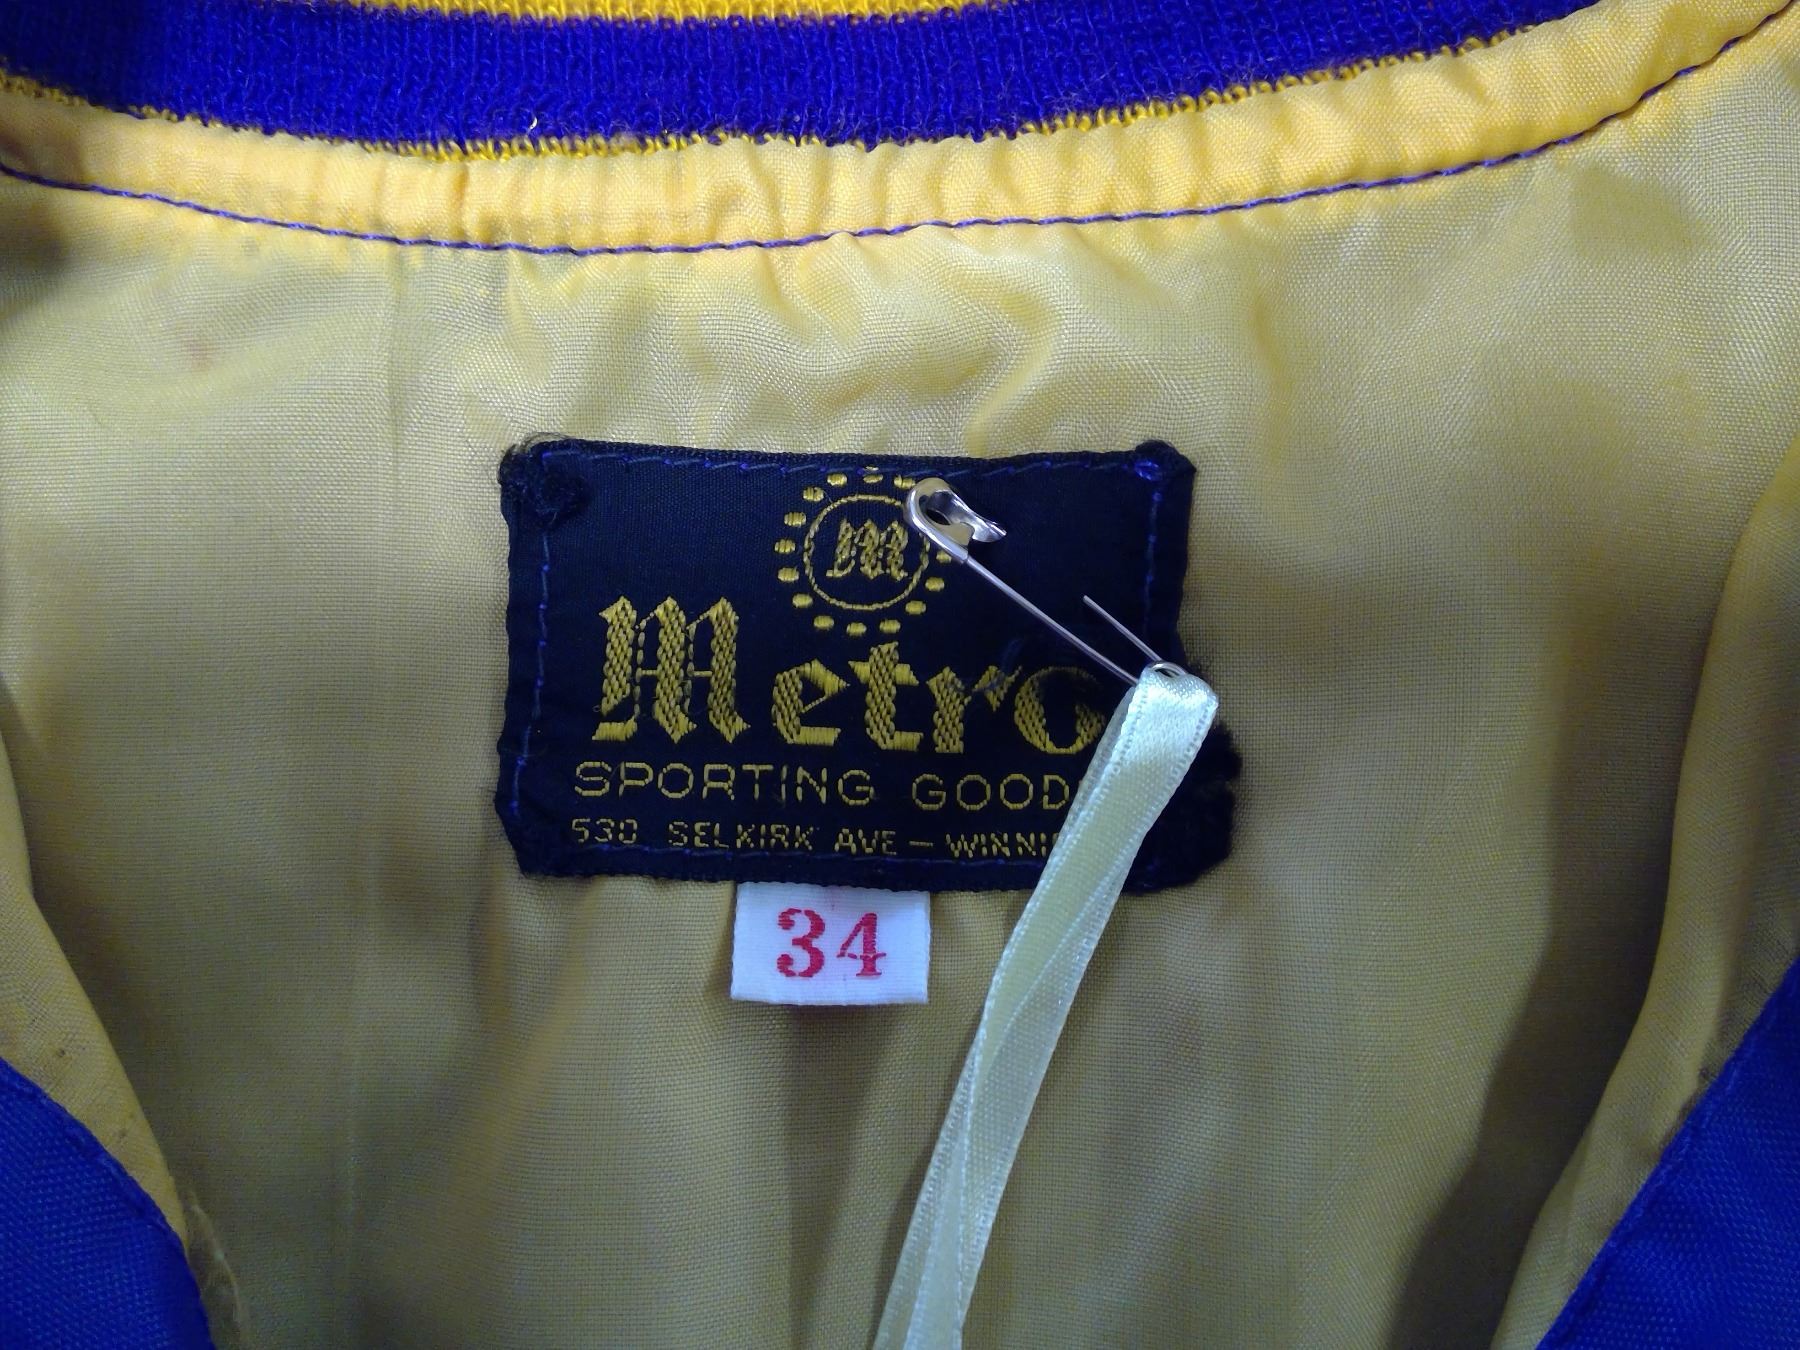 M
Metro
SPORTING GOOD
530 SELKIRK AVE — WINNI
34